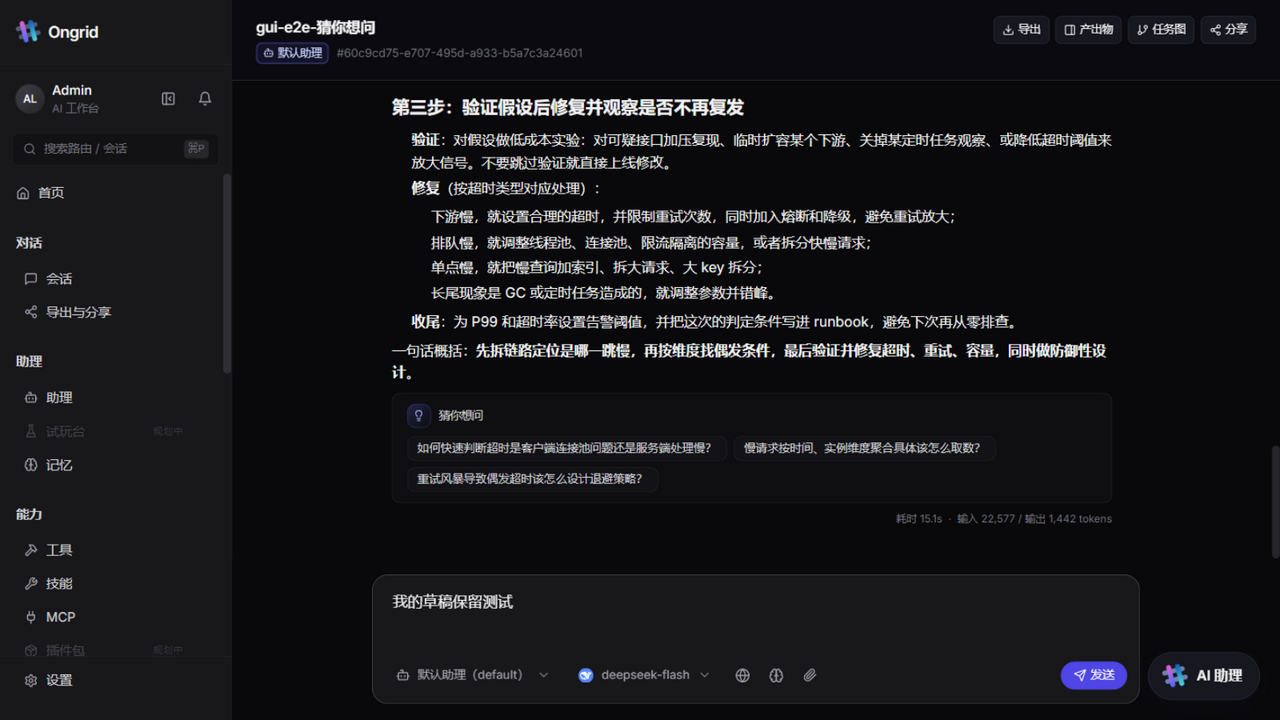 Ongrid
AL
Admin
AI 工作台
搜索路由 / 会话
⌘P
首页
对话
会话
导出与分享
助理
助理
试玩台
规划中
记忆
能力
工具
技能
MCP
插件包
规划中
设置
gui-e2e-猜你想问
默认助理
#60c9cd75-e707-495d-a933-b5a7c3a24601
导出
产出物
任务图
分享
第三步：验证假设后修复并观察是否不再复发
验证：对假设做低成本实验：对可疑接口加压复现、临时扩容某个下游、关掉某定时任务观察、或降低超时阈值来
放大信号。不要跳过验证就直接上线修改。
修复（按超时类型对应处理）：
下游慢，就设置合理的超时，并限制重试次数，同时加入熔断和降级，避免重试放大；
排队慢，就调整线程池、连接池、限流隔离的容量，或者拆分快慢请求；
单点慢，就把慢查询加索引、拆大请求、大 key 拆分；
长尾现象是 GC 或定时任务造成的，就调整参数并错峰。
收尾：为 P99 和超时率设置告警阈值，并把这次的判定条件写进 runbook，避免下次再从零排查。
一句话概括：先拆链路定位是哪一跳慢，再按维度找偶发条件，最后验证并修复超时、重试、容量，同时做防御性设
计。
猜你想问
如何快速判断超时是客户端连接池问题还是服务端处理慢？
慢请求按时间、实例维度聚合具体该怎么取数？
重试风暴导致偶发超时该怎么设计退避策略？
耗时 15.1s · 输入 22,577 / 输出 1,442 tokens
我的草稿保留测试
默认助理（default）
deepseek-flash
发送
AI 助理